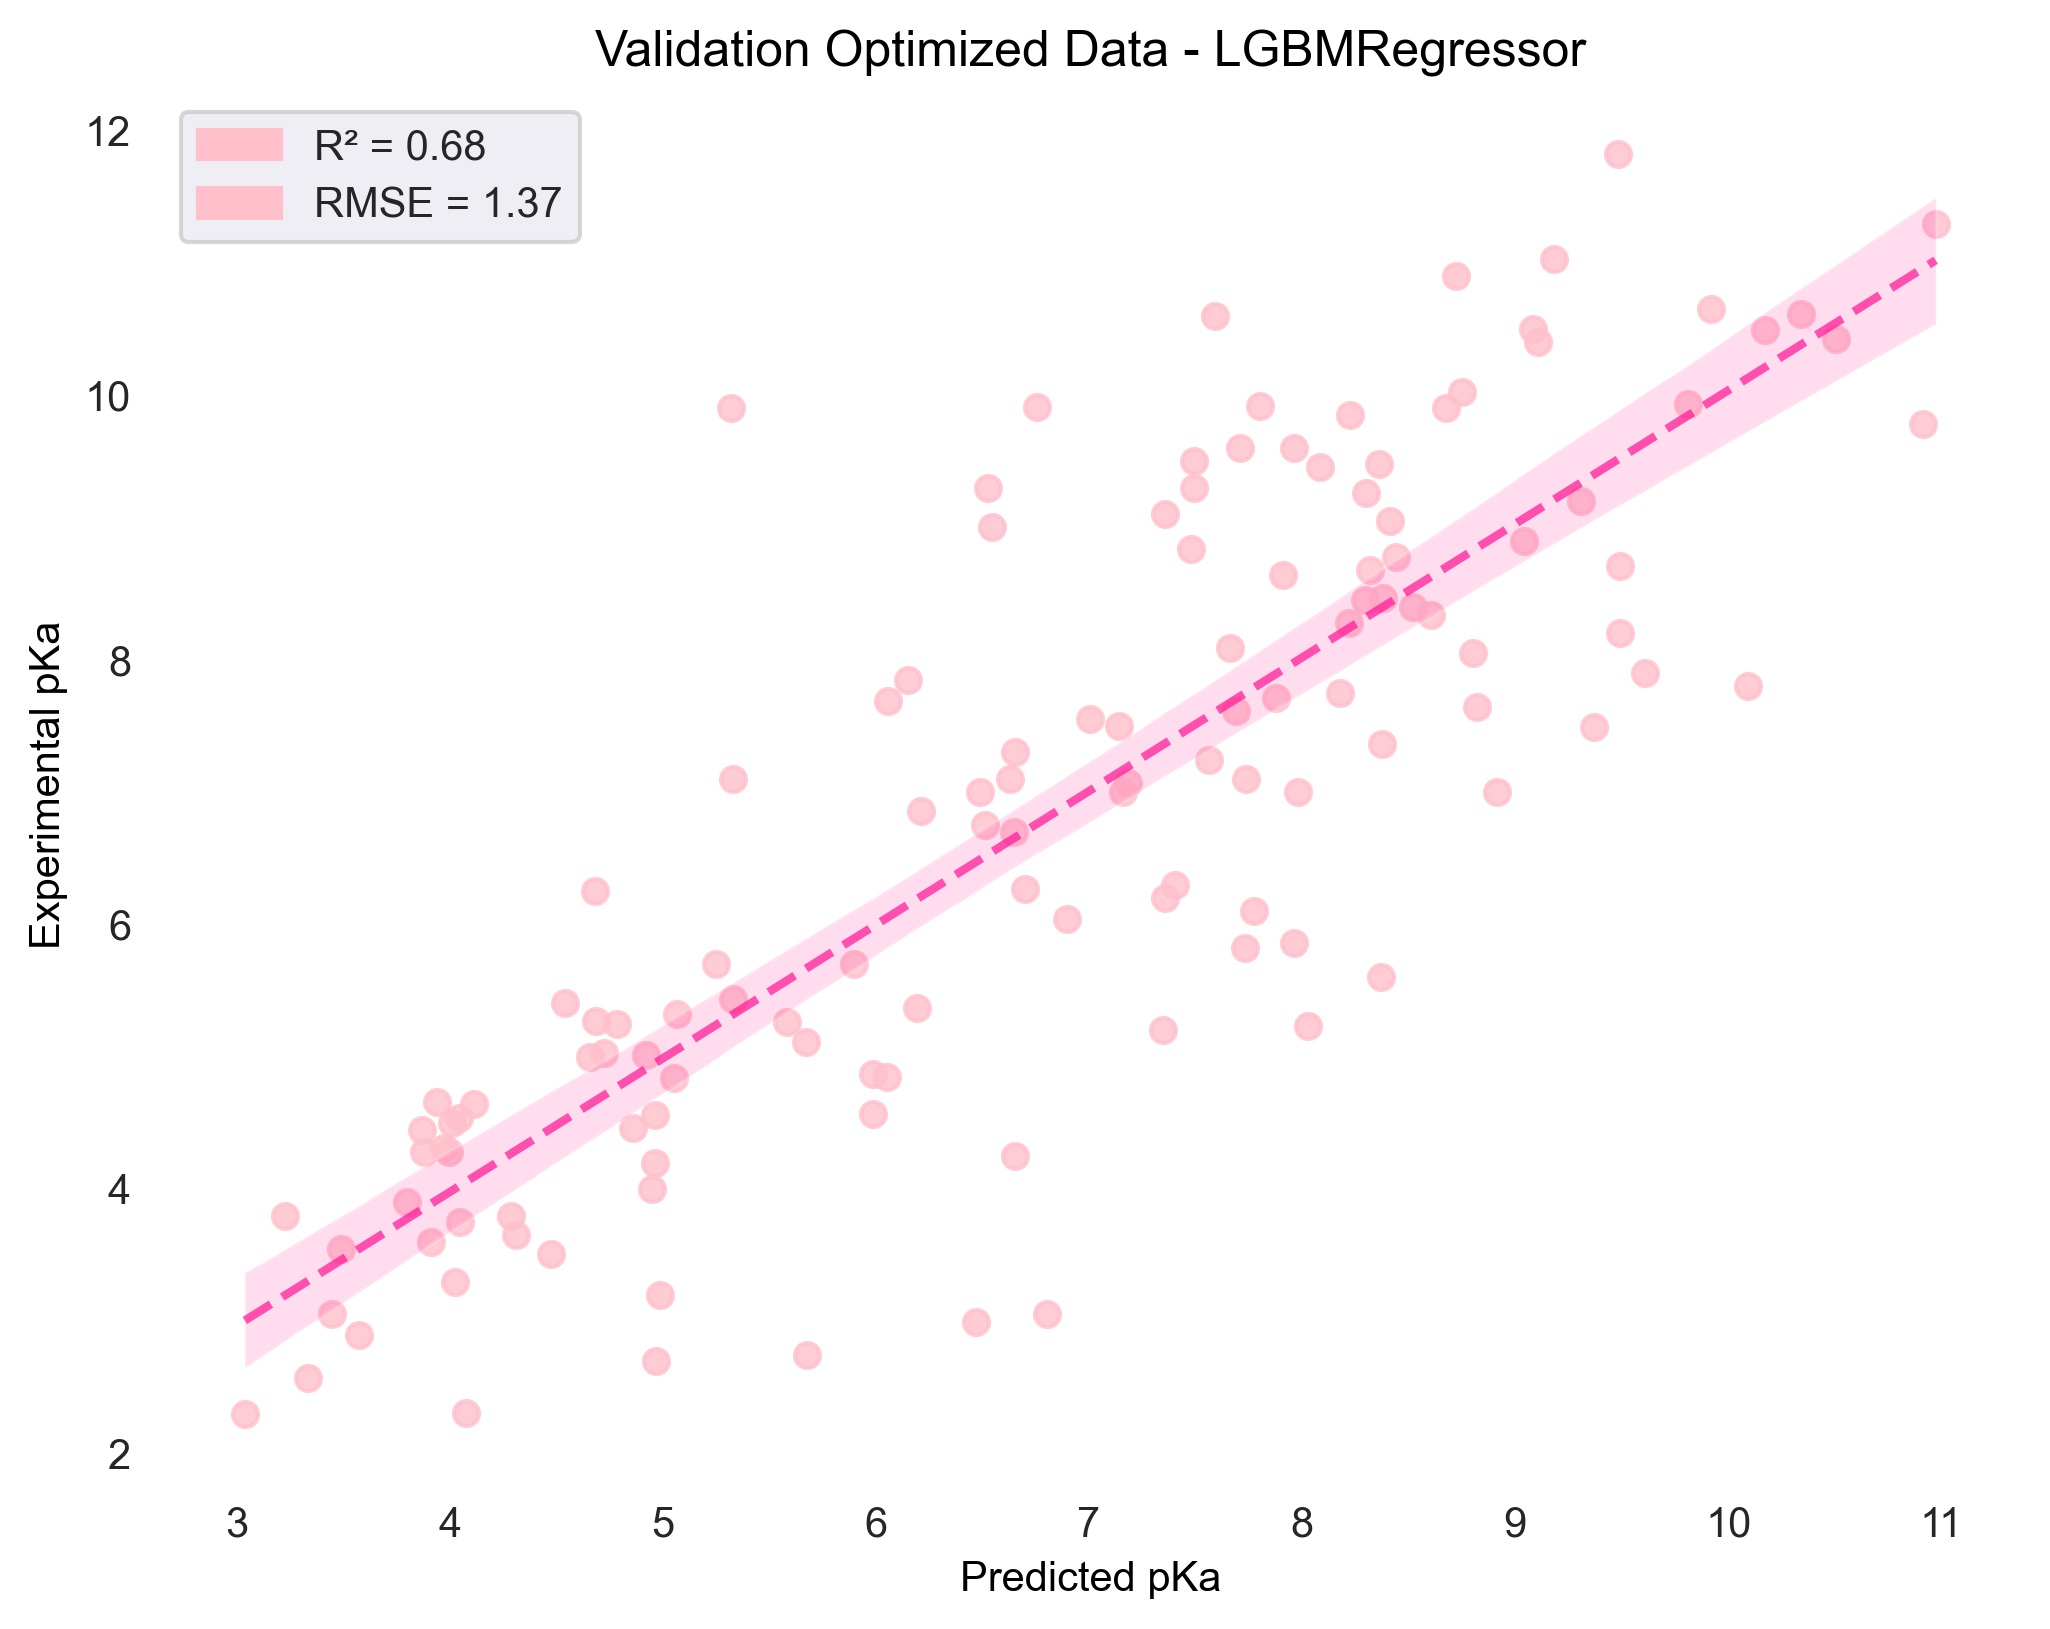 Validation Optimized Data - LGBMRegressor
R² = 0.68
RMSE = 1.37
12
10
8
6
4
2
Experimental pKa
3 4 5 6 7 8 9 10 11
Predicted pKa